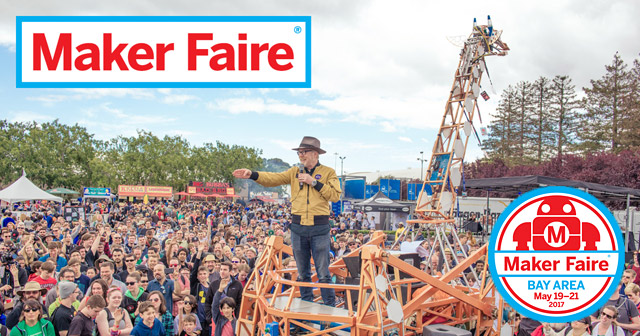 Maker Faire®
M
Maker Faire®
BAY AREA
May 19–21
2017